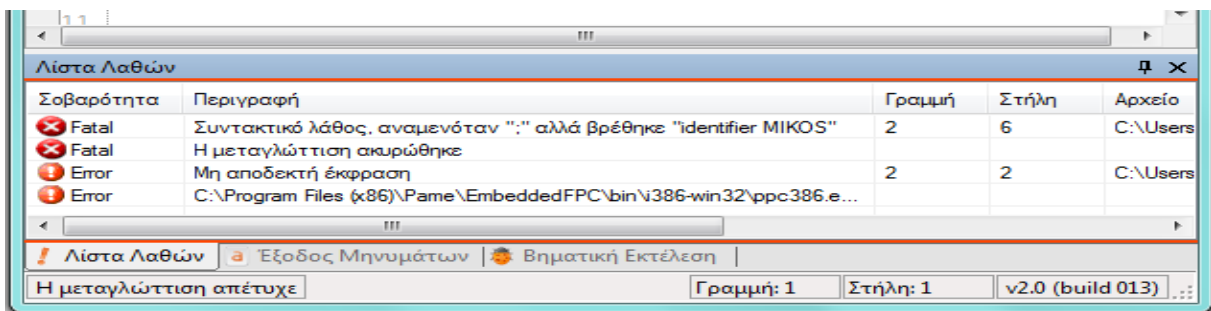 11
Λίστα Λαθών
Σοβαρότητα Περιγραφή Γραμμή Στήλη Αρχείο
Fatal Συντακτικό λάθος, αναμενόταν ";" αλλά βρέθηκε "identifier MIKOS" 2 6 C:\Users
Fatal Η μεταγλώττιση ακυρώθηκε
Error Μη αποδεκτή έκφραση 2 2 C:\Users
Error C:\Program Files (x86)\Pame\EmbeddedFPC\bin\i386-win32\ppc386.e...
Λίστα Λαθών a Έξοδος Μηνυμάτων Βηματική Εκτέλεση
Η μεταγλώττιση απέτυχε Γραμμή: 1 Στήλη: 1 v2.0 (build 013)